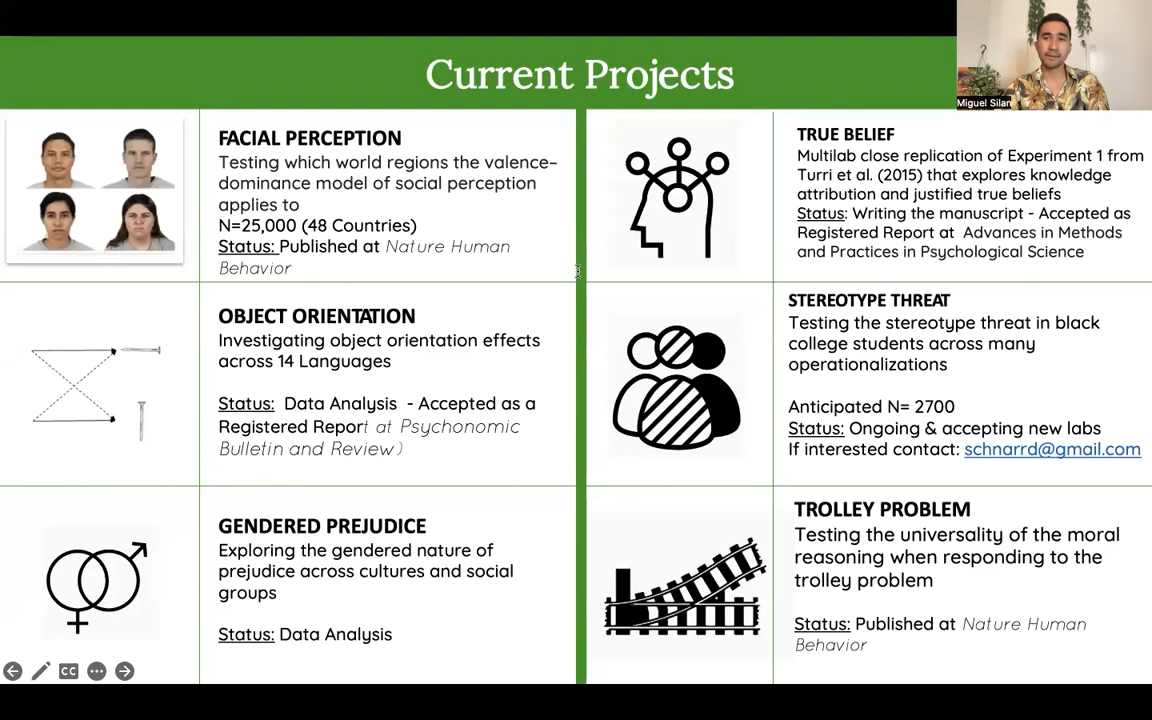 Current Projects
Miguel Silan
FACIAL PERCEPTION
Testing which world regions the valence–
dominance model of social perception
applies to
N=25,000 (48 Countries)
Status: Published at Nature Human
Behavior
OBJECT ORIENTATION
Investigating object orientation effects
across 14 Languages
Status: Data Analysis - Accepted as a
Registered Report at Psychonomic
Bulletin and Review)
GENDERED PREJUDICE
Exploring the gendered nature of
prejudice across cultures and social
groups
Status: Data Analysis
TRUE BELIEF
Multilab close replication of Experiment 1 from
Turri et al. (2015) that explores knowledge
attribution and justified true beliefs
Status: Writing the manuscript - Accepted as
Registered Report at Advances in Methods
and Practices in Psychological Science
STEREOTYPE THREAT
Testing the stereotype threat in black
college students across many
operationalizations
Anticipated N= 2700
Status: Ongoing & accepting new labs
If interested contact: schnarrd@gmail.com
TROLLEY PROBLEM
Testing the universality of the moral
reasoning when responding to the
trolley problem
Status: Published at Nature Human
Behavior
CC